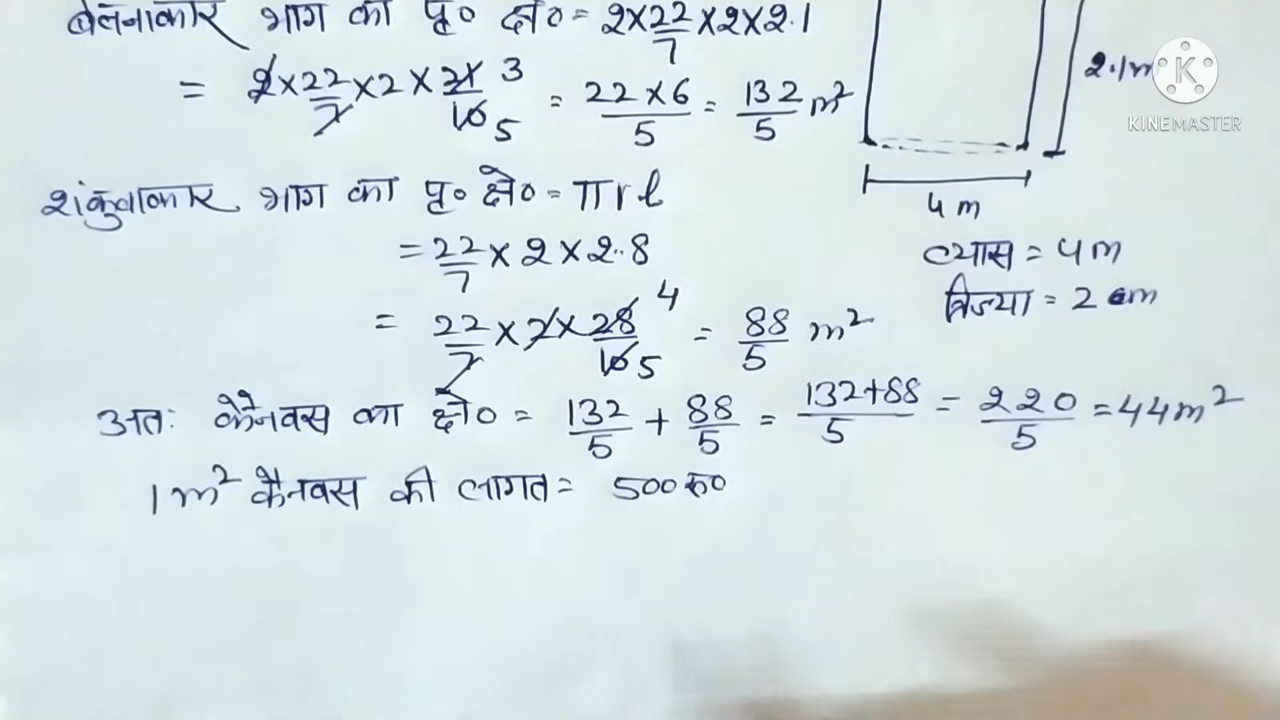 बेलनाकार भाग का पृ० क्षे० = 2×22/7×2×2.1
= 2×22/7×2×21/10 3 5 = 22×6/5 = 132/5 m²
2.1m
KINEMASTER
4 m
शंकुवाकार भाग का पृ० क्षे० = πrl
= 22/7 × 2 × 2.8
व्यास = 4m
त्रिज्या = 2 m
= 22/7 × 2 × 28/10 4 5 = 88/5 m²
अतः कैनवस का क्षे० = 132/5 + 88/5 = 132+88/5 = 220/5 = 44m²
1m² कैनवस की लागत = 500रु०